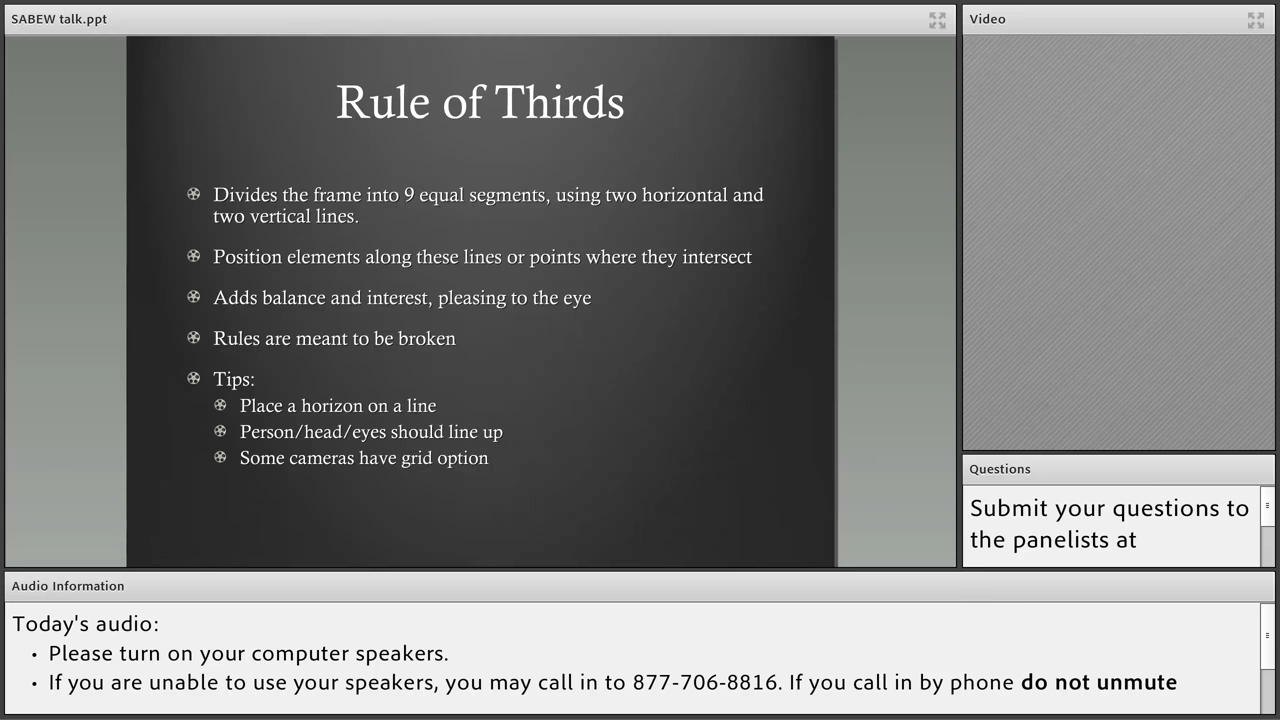 SABEW talk.ppt
Rule of Thirds
Divides the frame into 9 equal segments, using two horizontal and
two vertical lines.
Position elements along these lines or points where they intersect
Adds balance and interest, pleasing to the eye
Rules are meant to be broken
Tips:
Place a horizon on a line
Person/head/eyes should line up
Some cameras have grid option
Video
Questions
Submit your questions to
the panelists at
Audio Information
Today's audio:
• Please turn on your computer speakers.
• If you are unable to use your speakers, you may call in to 877-706-8816. If you call in by phone do not unmute